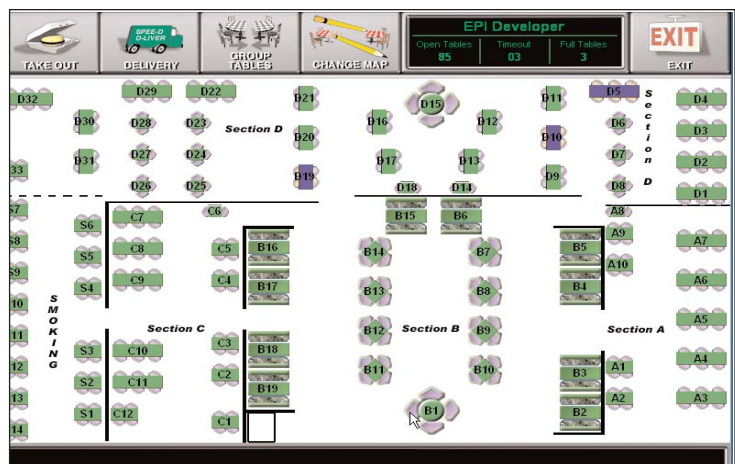 TAKE OUT
SPEE-D
D-LIVER
DELIVERY
GROUP
TABLES
CHANGE MAP
EPI Developer
Open Tables Timeout Full Tables
85 03 3
EXIT
EXIT
D32 D29 D22 D21 D15 D11 D5 D4
D30 D28 D23 Section D D20 D16 D12 D10 D6 Section D D3
D31 D27 D24 D19 D17 D13 D9 D7 D2
33 D26 D25 D18 D14 D8 D1
S7 S6 C7 C6 B15 B6 A8
S8 S5 C8 C5 B16 B14 B7 B5 A9 A7
S9 S4 C9 C4 B17 B13 B8 B4 A10 A6
10 SMOKING Section C B12 Section B B9 Section A A5
11 S3 C10 C3 B18 B11 B10 B3 A1 A4
12 S2 C11 C2 B19 B2 A2 A3
13 S1 C12 C1 B1
14